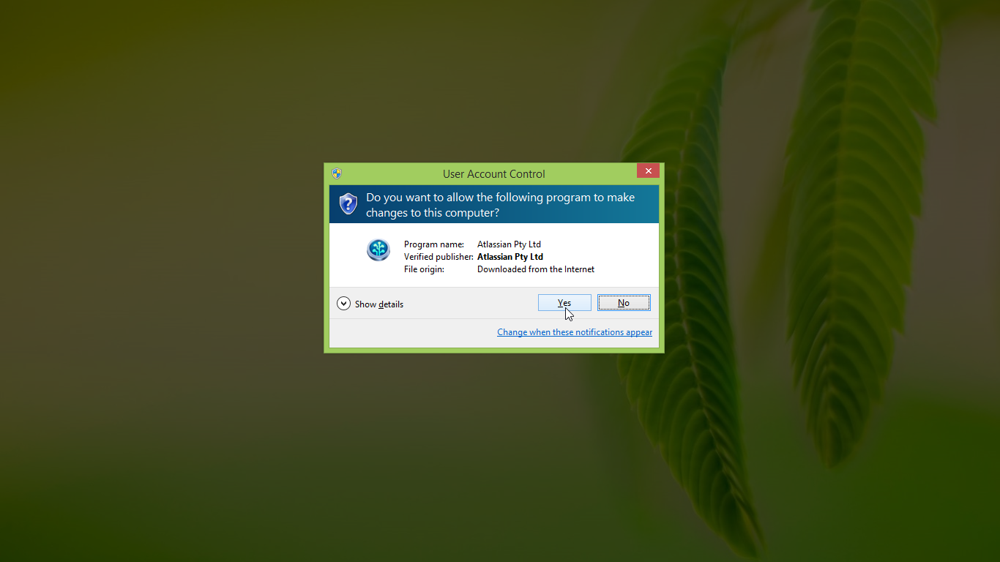 User Account Control
Do you want to allow the following program to make
changes to this computer?
Program name: Atlassian Pty Ltd
Verified publisher: Atlassian Pty Ltd
File origin: Downloaded from the Internet
Show details
Yes
No
Change when these notifications appear